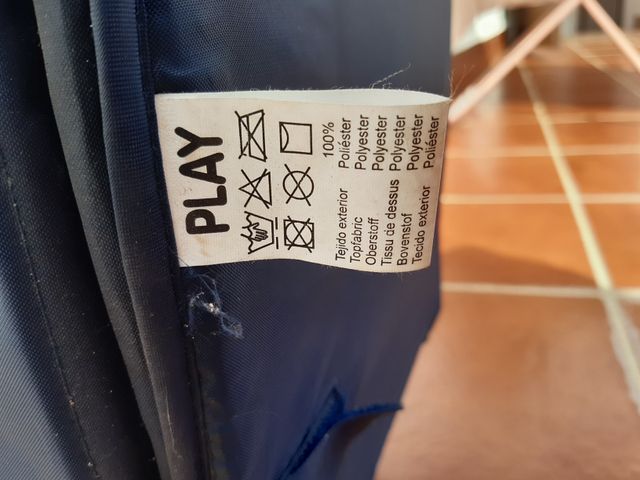 PLAY
100%
Tejido exterior Poliéster
Topfabric Polyester
Oberstoff Polyester
Tissu de dessus Polyester
Bovenstof Polyester
Tecido exterior Poliéster